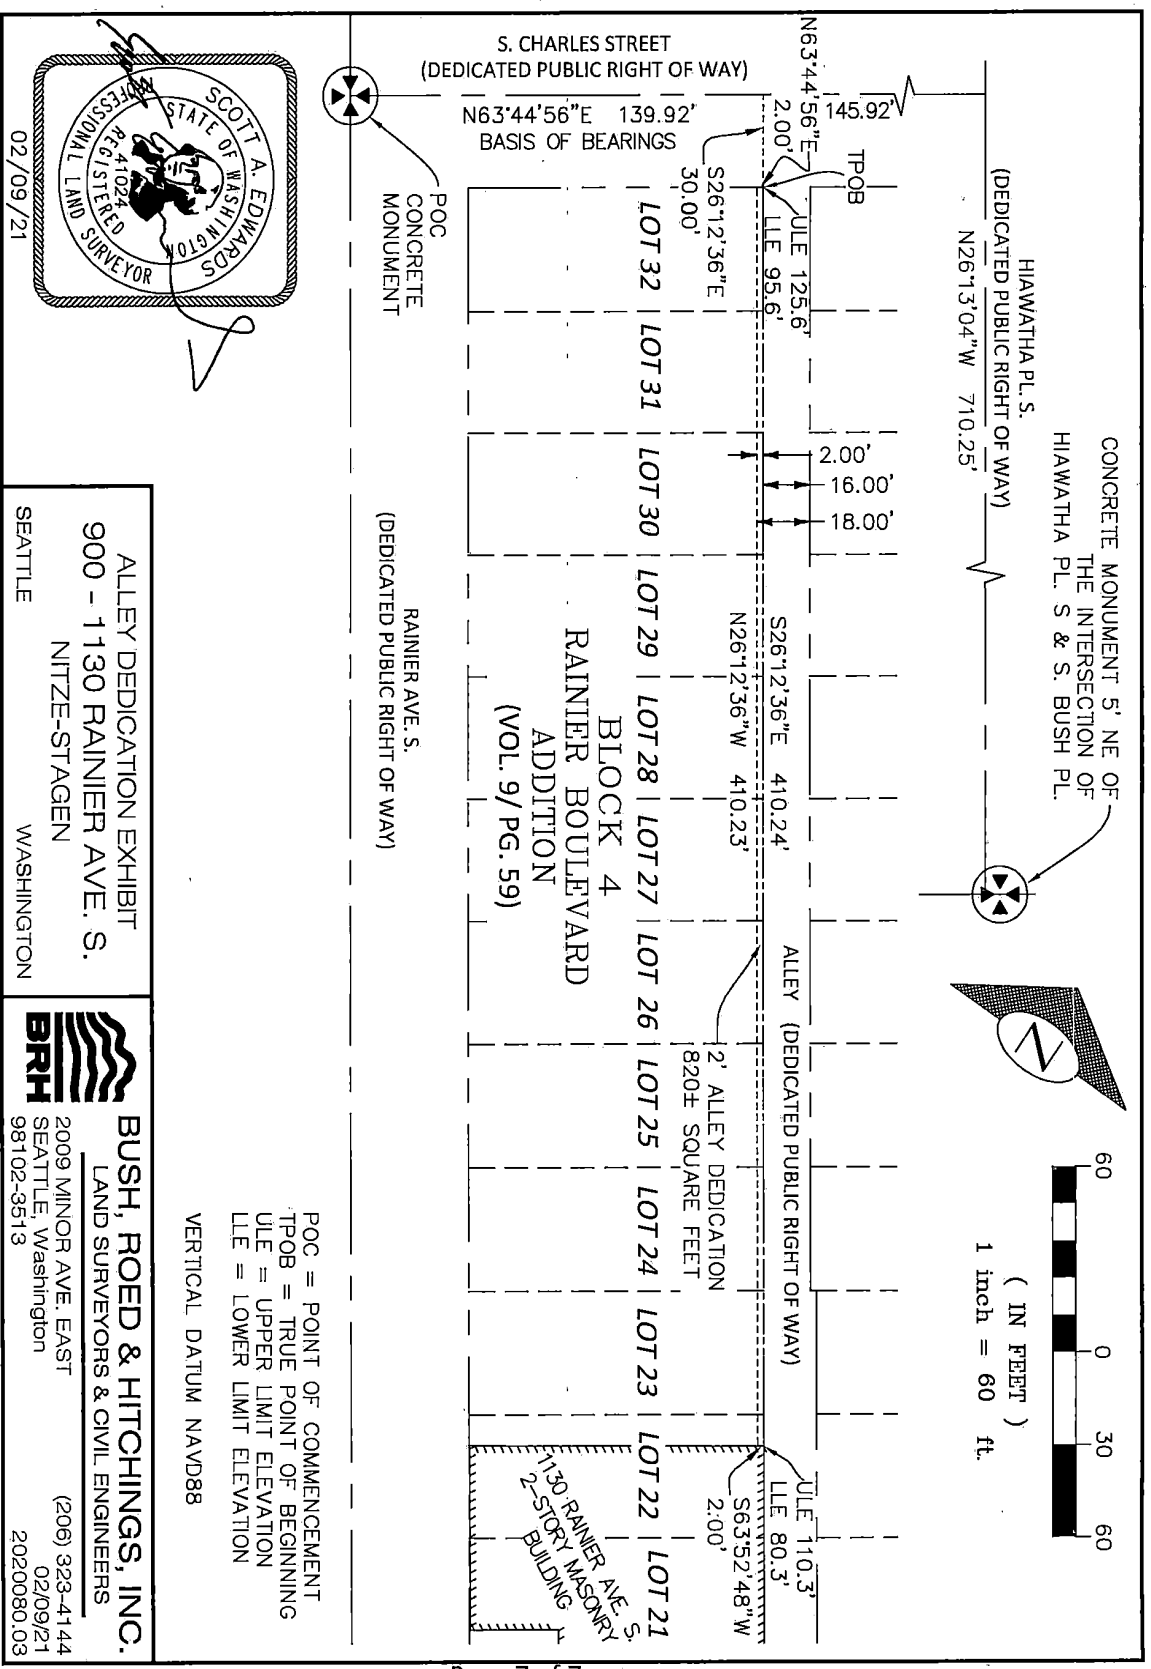 S. CHARLES STREET
(DEDICATED PUBLIC RIGHT OF WAY)
N63°44'56"E 139.92'
BASIS OF BEARINGS
N63°44'56"E
2.00'
145.92'
TPOB
S26°12'36"E
30.00'
ULE 125.6'
LLE 95.6'
POC
CONCRETE
MONUMENT
HIAWATHA PL. S.
(DEDICATED PUBLIC RIGHT OF WAY)
N26°13'04"W 710.25'
CONCRETE MONUMENT 5' NE OF
THE INTERSECTION OF
HIAWATHA PL. S & S. BUSH PL.
2.00'
16.00'
18.00'
S26°12'36"E 410.24'
N26°12'36"W 410.23'
ALLEY (DEDICATED PUBLIC RIGHT OF WAY)
2' ALLEY DEDICATION
820± SQUARE FEET
LOT 32
LOT 31
LOT 30
LOT 29
LOT 28
LOT 27
LOT 26
LOT 25
LOT 24
LOT 23
LOT 22
LOT 21
BLOCK 4
RAINIER BOULEVARD
ADDITION
(VOL. 9/ PG. 59)
RAINIER AVE. S.
(DEDICATED PUBLIC RIGHT OF WAY)
ULE 110.3'
LLE 80.3'
S63°52'48"W
2.00'
1130 RAINIER AVE. S.
2-STORY MASONRY
BUILDING
N
60 0 30 60
( IN FEET )
1 inch = 60 ft.
POC = POINT OF COMMENCEMENT
TPOB = TRUE POINT OF BEGINNING
ULE = UPPER LIMIT ELEVATION
LLE = LOWER LIMIT ELEVATION
VERTICAL DATUM NAVD88
SCOTT A. EDWARDS
STATE OF WASHINGTON
41024
REGISTERED
PROFESSIONAL LAND SURVEYOR
02/09/21
ALLEY DEDICATION EXHIBIT
900 - 1130 RAINIER AVE. S.
NITZE-STAGEN
SEATTLE WASHINGTON
BRH
BUSH, ROED & HITCHINGS, INC.
LAND SURVEYORS & CIVIL ENGINEERS
2009 MINOR AVE. EAST (206) 323-4144
SEATTLE, Washington 02/09/21
98102-3513 2020080.03